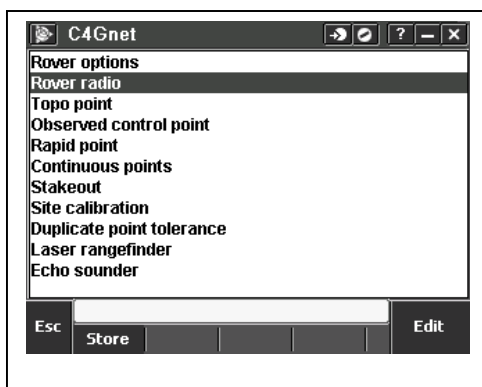 C4Gnet
?
Rover options
Rover radio
Topo point
Observed control point
Rapid point
Continuous points
Stakeout
Site calibration
Duplicate point tolerance
Laser rangefinder
Echo sounder
Esc
Store
Edit